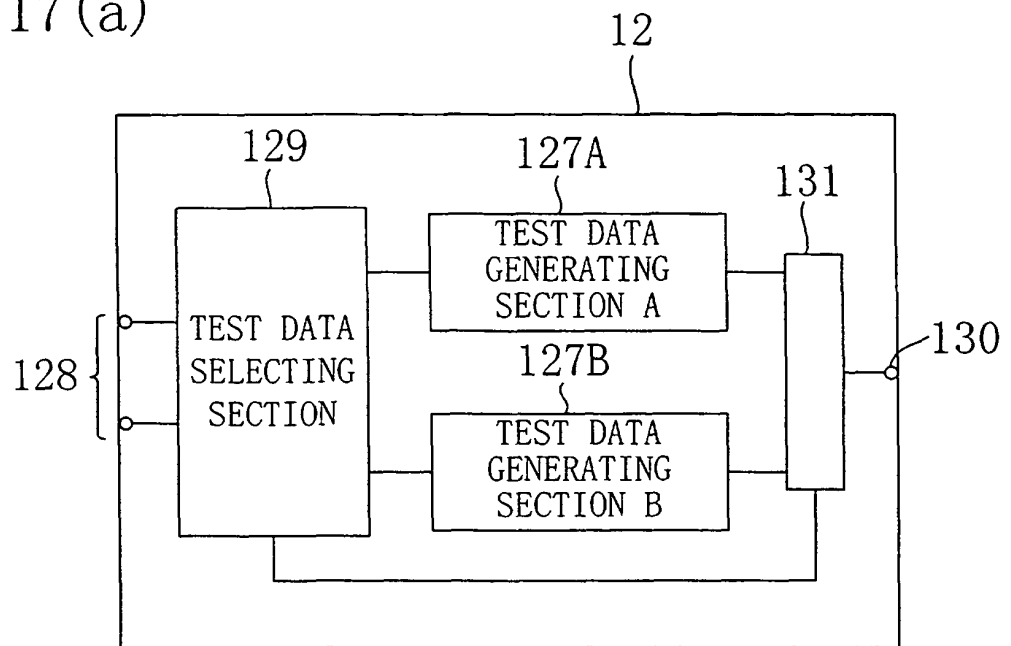 17(a)
12
129
127A
131
TEST DATA
GENERATING
SECTION A
TEST DATA
SELECTING
SECTION
128
130
127B
TEST DATA
GENERATING
SECTION B